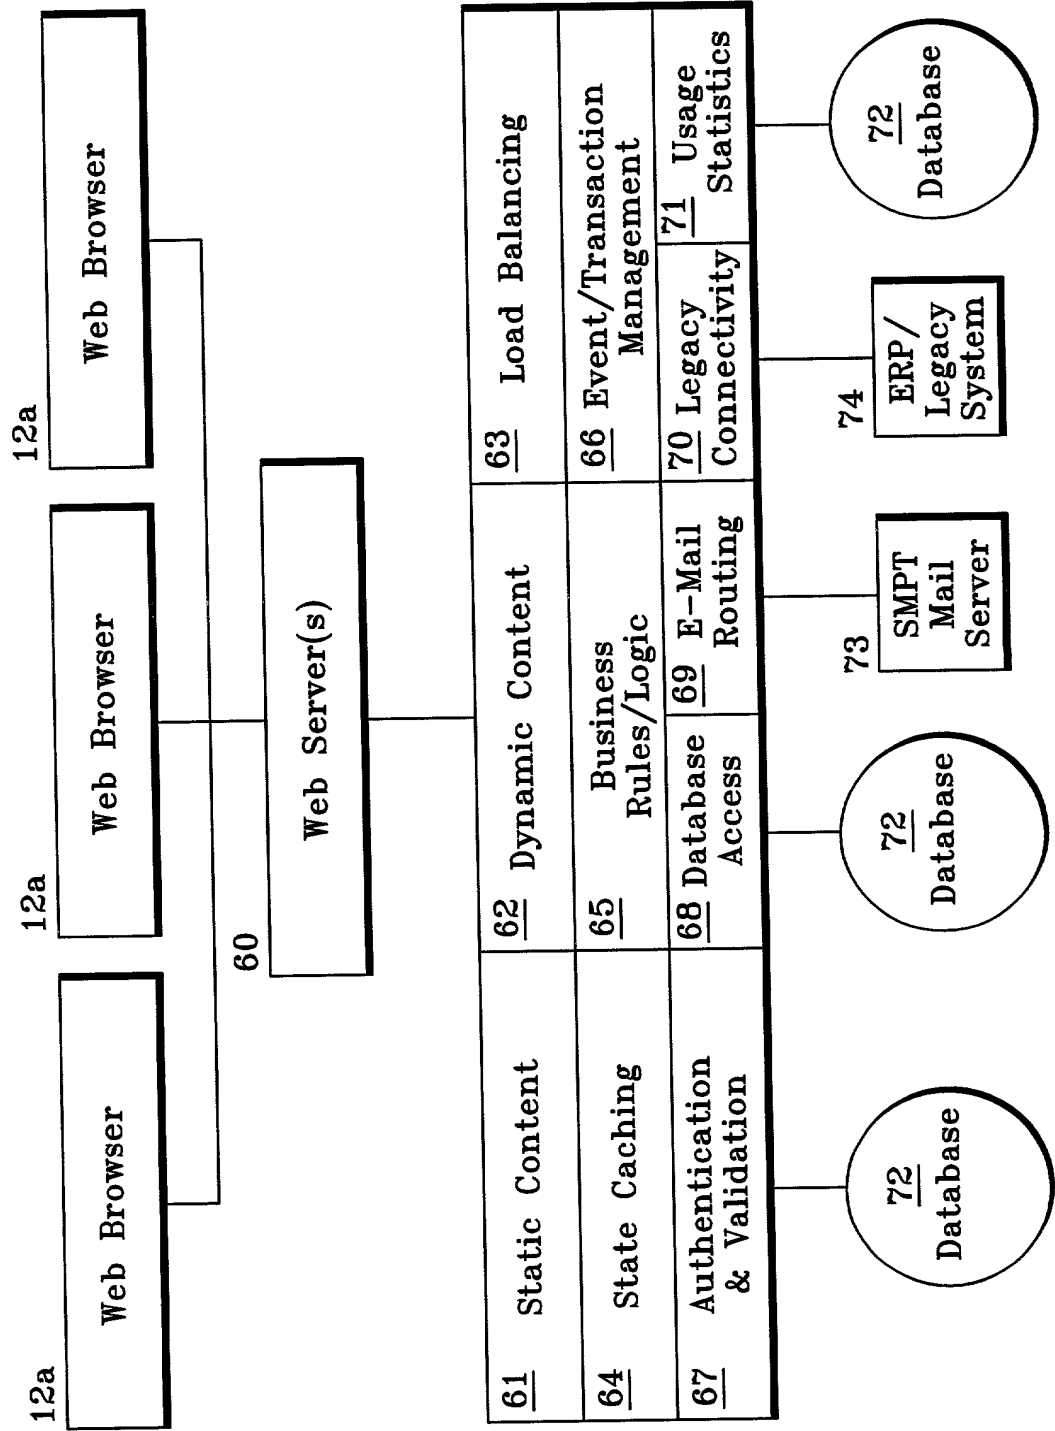 12a
Web Browser
12a
Web Browser
12a
Web Browser
60
Web Server(s)
61 Static Content
62 Dynamic Content
63 Load Balancing
64 State Caching
65 Business
Rules/Logic
66 Event/Transaction
Management
67 Authentication
& Validation
68 Database
Access
69 E-Mail
Routing
70 Legacy
Connectivity
71 Usage
Statistics
72
Database
72
Database
73
SMPT
Mail
Server
74
ERP/
Legacy
System
72
Database